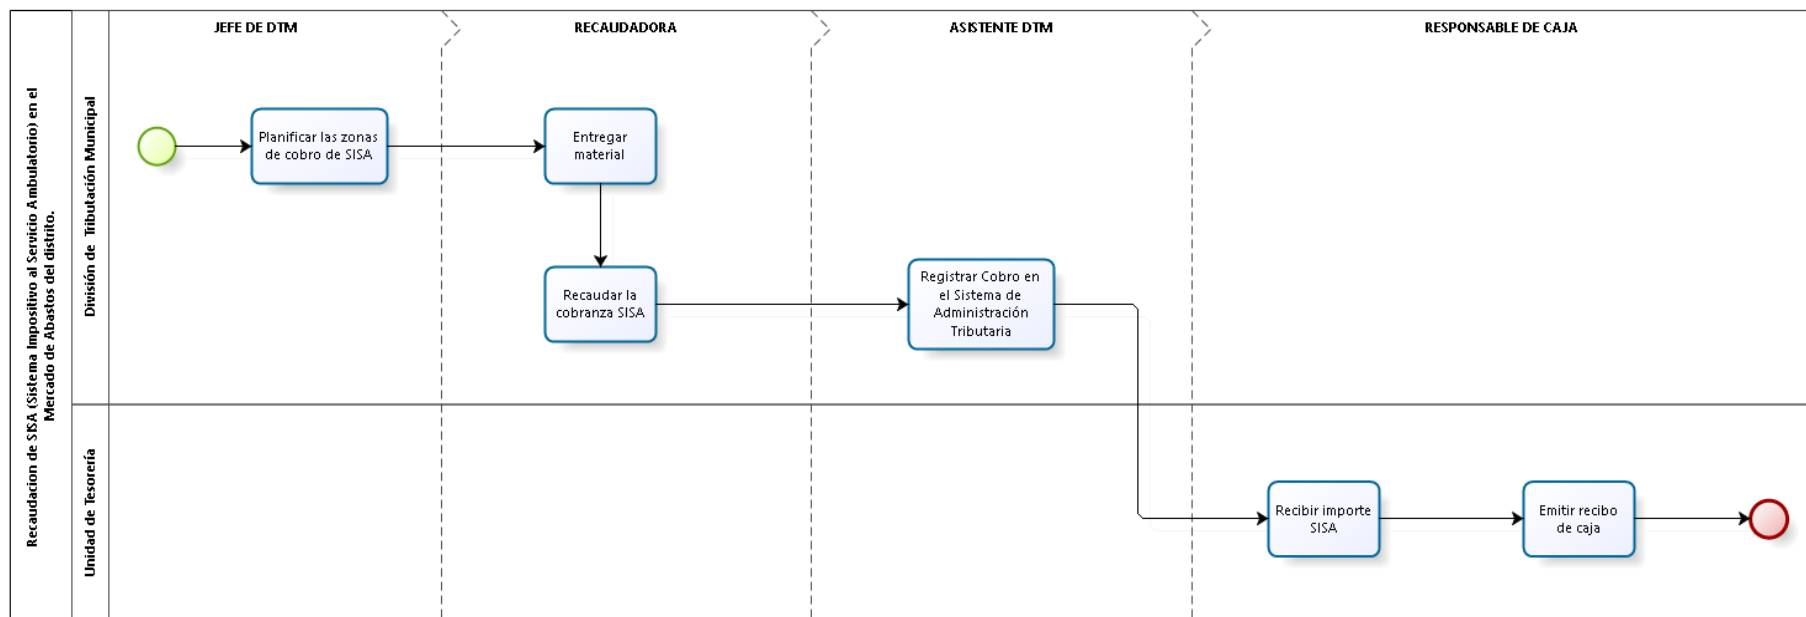 Recaudacion de SISA (Sistema Impositivo al Servicio Ambulatorio) en el
Mercado de Abastos del distrito.
División de Tributación Municipal
Unidad de Tesorería
JEFE DE DTM
RECAUDADORA
ASISTENTE DTM
RESPONSABLE DE CAJA
Planificar las zonas
de cobro de SISA
Entregar
material
Recaudar la
cobranza SISA
Registrar Cobro en
el Sistema de
Administración
Tributaria
Recibir importe
SISA
Emitir recibo
de caja